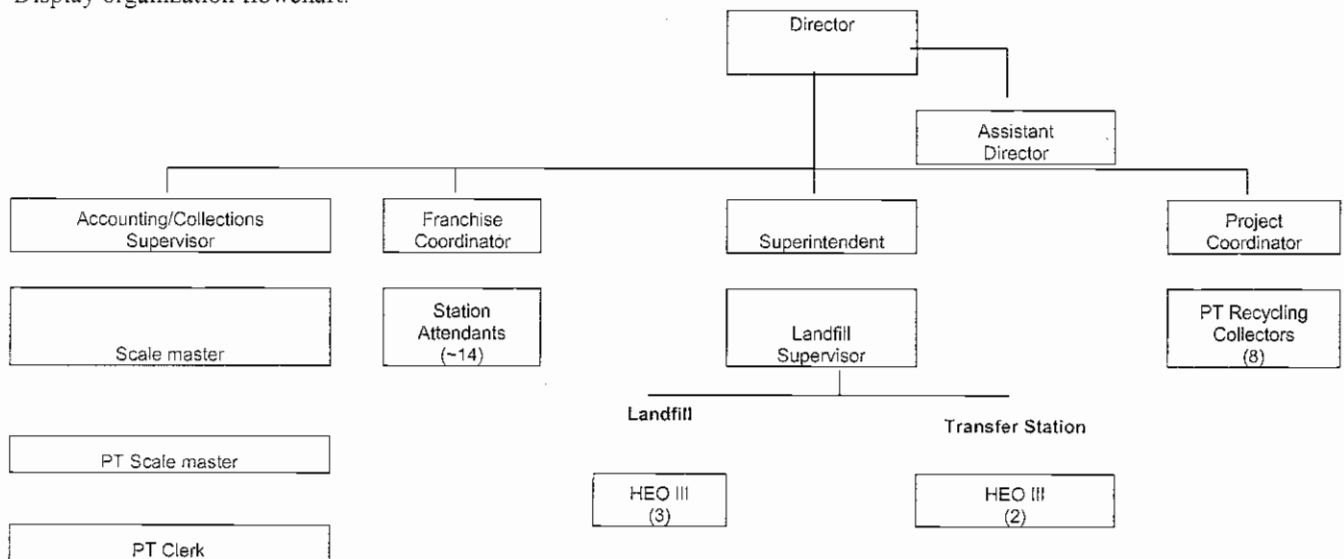 Display organization flowchart.
Director
Assistant
Director
Accounting/Collections
Supervisor
Franchise
Coordinator
Superintendent
Project
Coordinator
Scale master
Station
Attendants
(~14)
Landfill
Supervisor
PT Recycling
Collectors
(8)
Landfill
Transfer Station
PT Scale master
HEO III
(3)
HEO III
(2)
PT Clerk